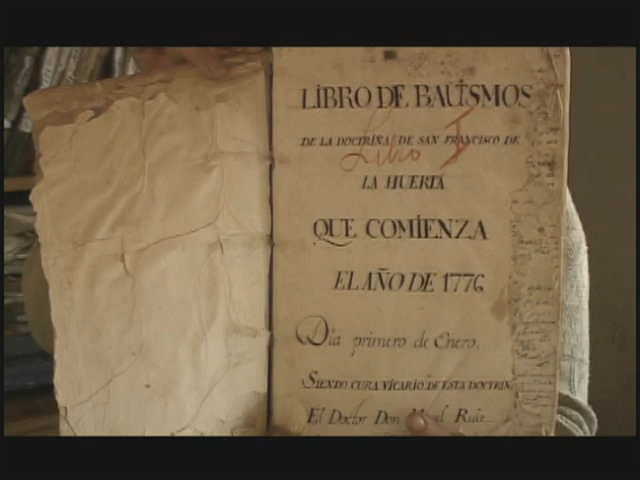 LIBRO DE BAUTISMOS
DE LA DOCTRINA DE SAN FRANCISCO DE
Libro I
LA HUERTA
QUE COMIENZA
EL AÑO DE 1776
Dia primero de Enero.
SIENDO CURA VICARIO DE ESTA DOCTRIN
El Doctor Don Ruiz